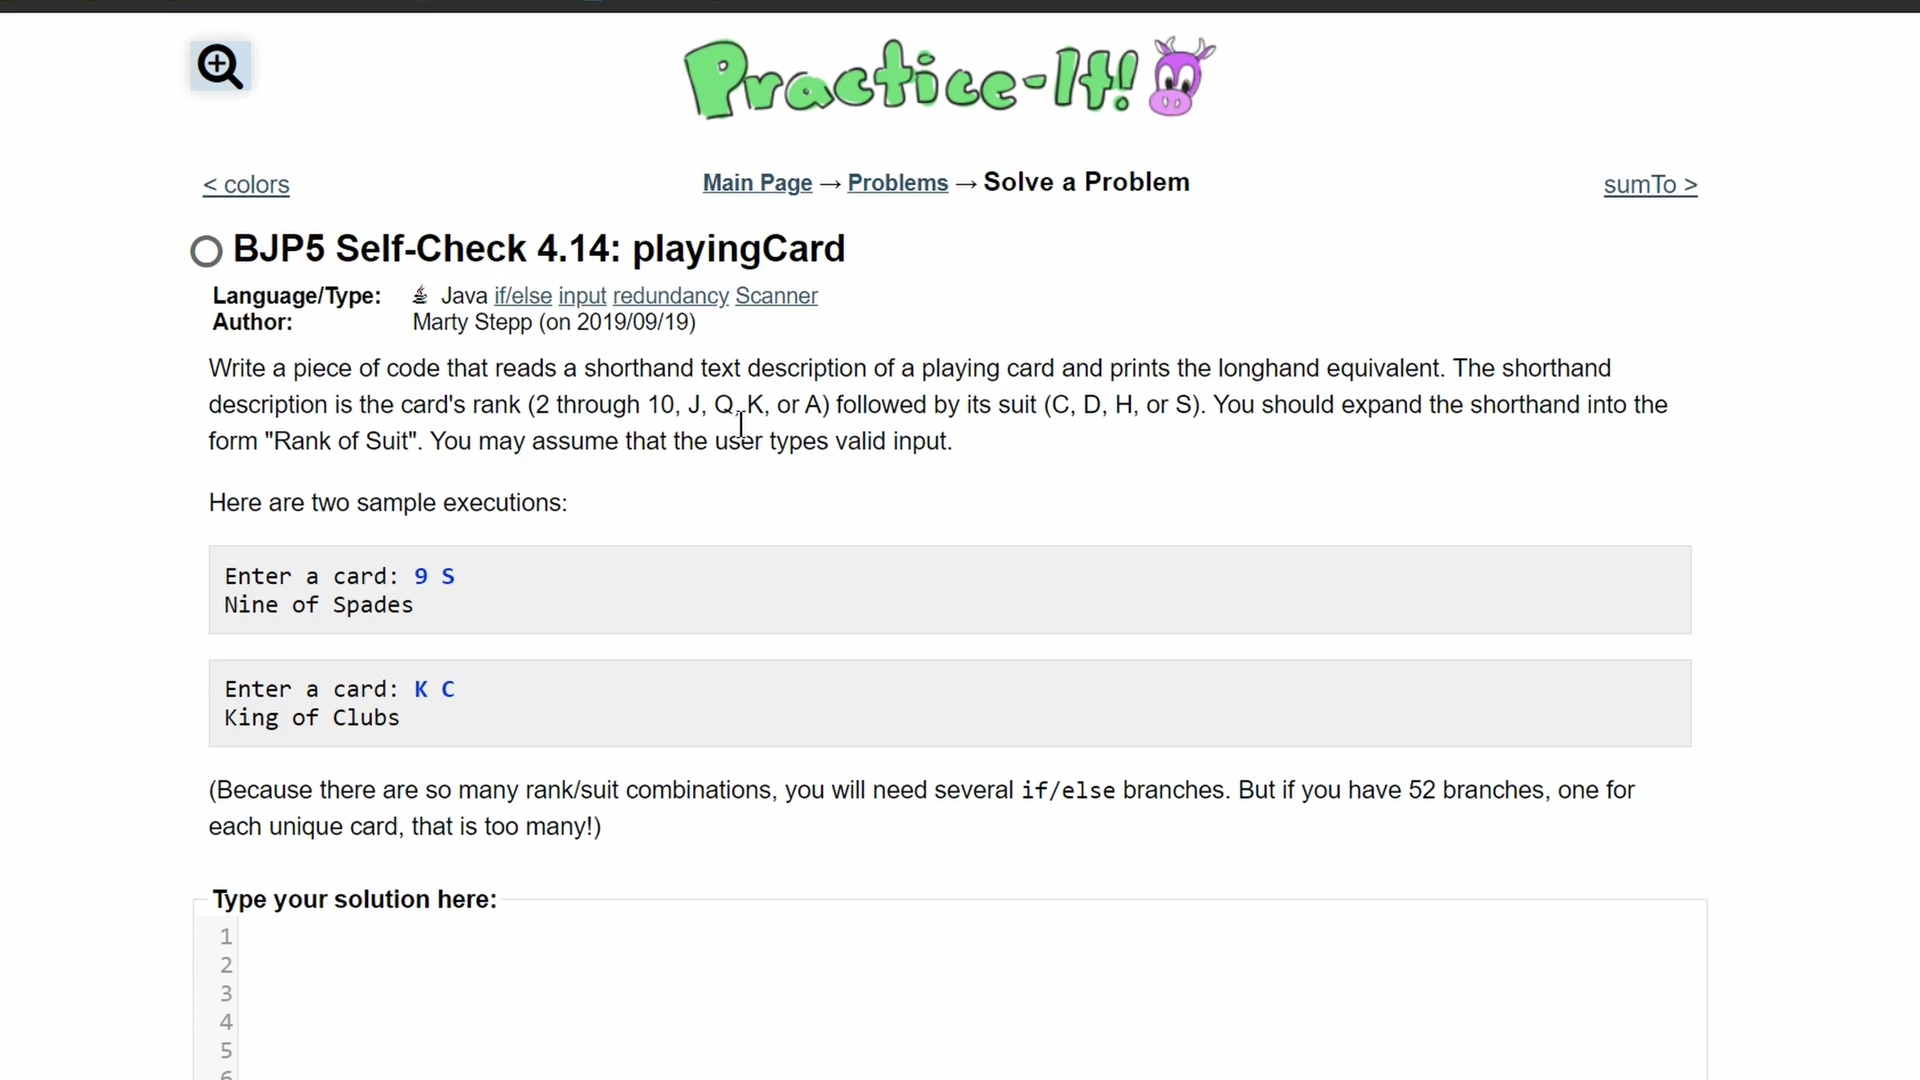 Practice-It!
< colors
Main Page → Problems → Solve a Problem
sumTo >
BJP5 Self-Check 4.14: playingCard
Language/Type: Java if/else input redundancy Scanner
Author: Marty Stepp (on 2019/09/19)
Write a piece of code that reads a shorthand text description of a playing card and prints the longhand equivalent. The shorthand
description is the card's rank (2 through 10, J, Q, K, or A) followed by its suit (C, D, H, or S). You should expand the shorthand into the
form "Rank of Suit". You may assume that the user types valid input.
Here are two sample executions:
Enter a card: 9 S
Nine of Spades
Enter a card: K C
King of Clubs
(Because there are so many rank/suit combinations, you will need several if/else branches. But if you have 52 branches, one for
each unique card, that is too many!)
Type your solution here:
1
2
3
4
5
6